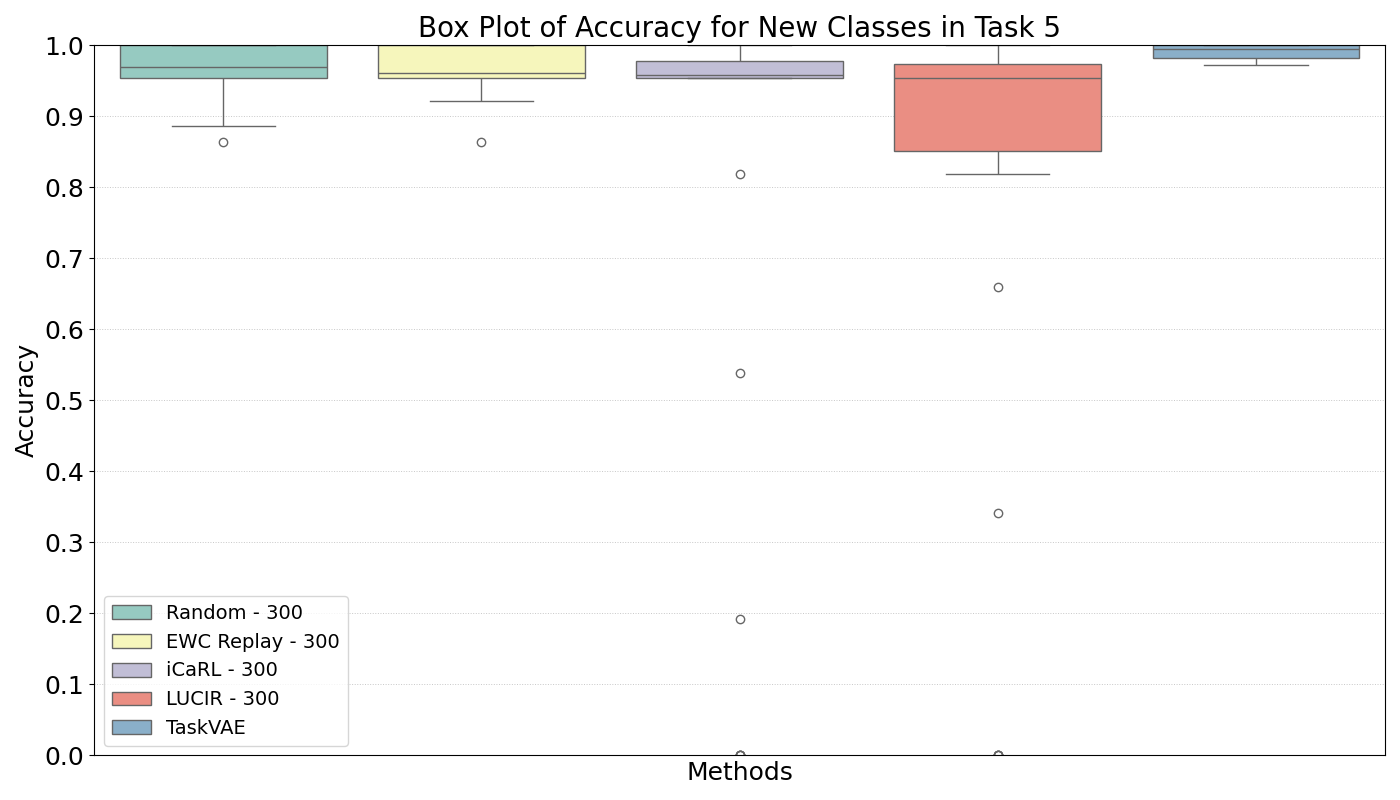 Box Plot of Accuracy for New Classes in Task 5
1.0
0.9
0.8
0.7
0.6
0.5
0.4
0.3
0.2
0.1
0.0
Accuracy
Methods
Random - 300
EWC Replay - 300
iCaRL - 300
LUCIR - 300
TaskVAE